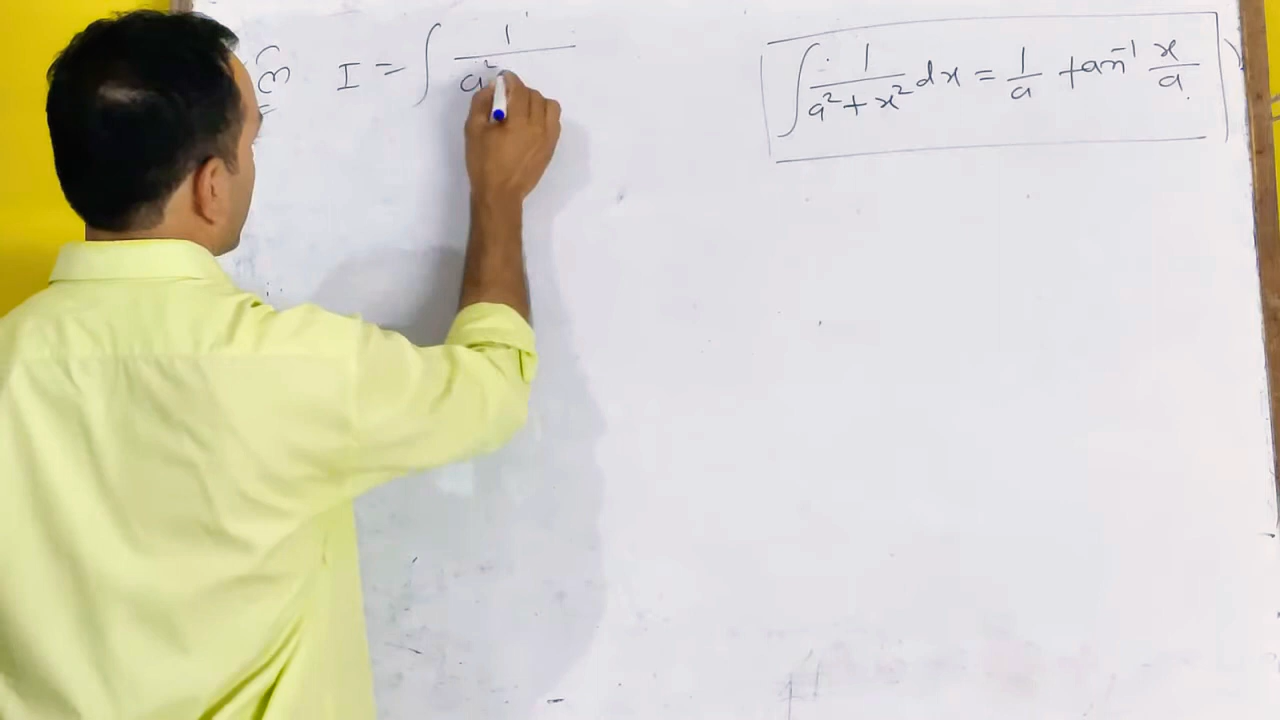 I = ∫ 1 / a²
∫ 1 / (a² + x²) dx = 1/a tan⁻¹ x/a